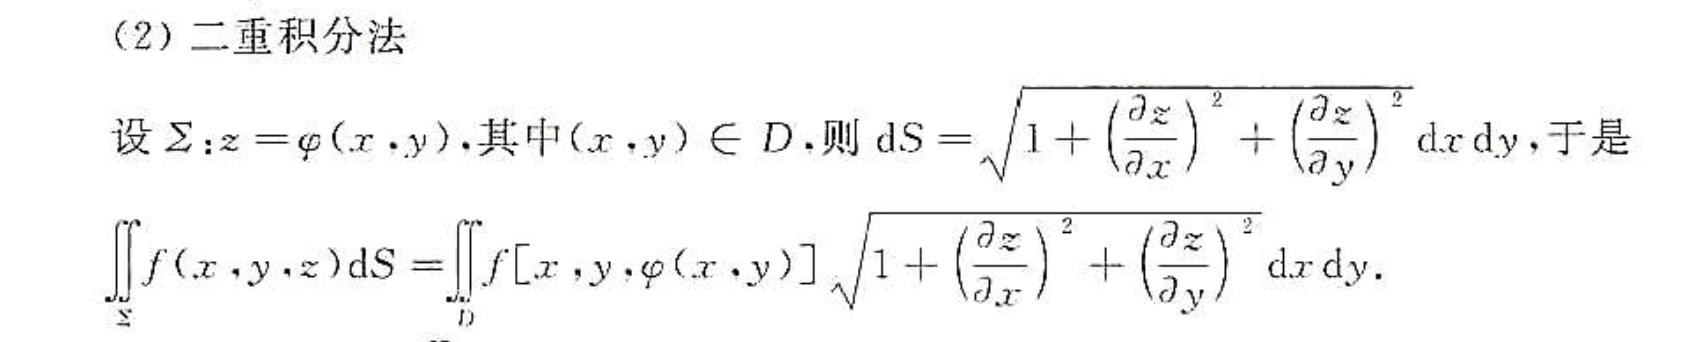 (2) 二重积分法
设 Σ:z=φ(x,y),其中(x,y) ∈ D,则 dS = √(1+(∂z/∂x)²+(∂z/∂y)²) dx dy,于是
∬_Σ f(x,y,z)dS = ∬_D f[x,y,φ(x,y)] √(1+(∂z/∂x)²+(∂z/∂y)²) dx dy.